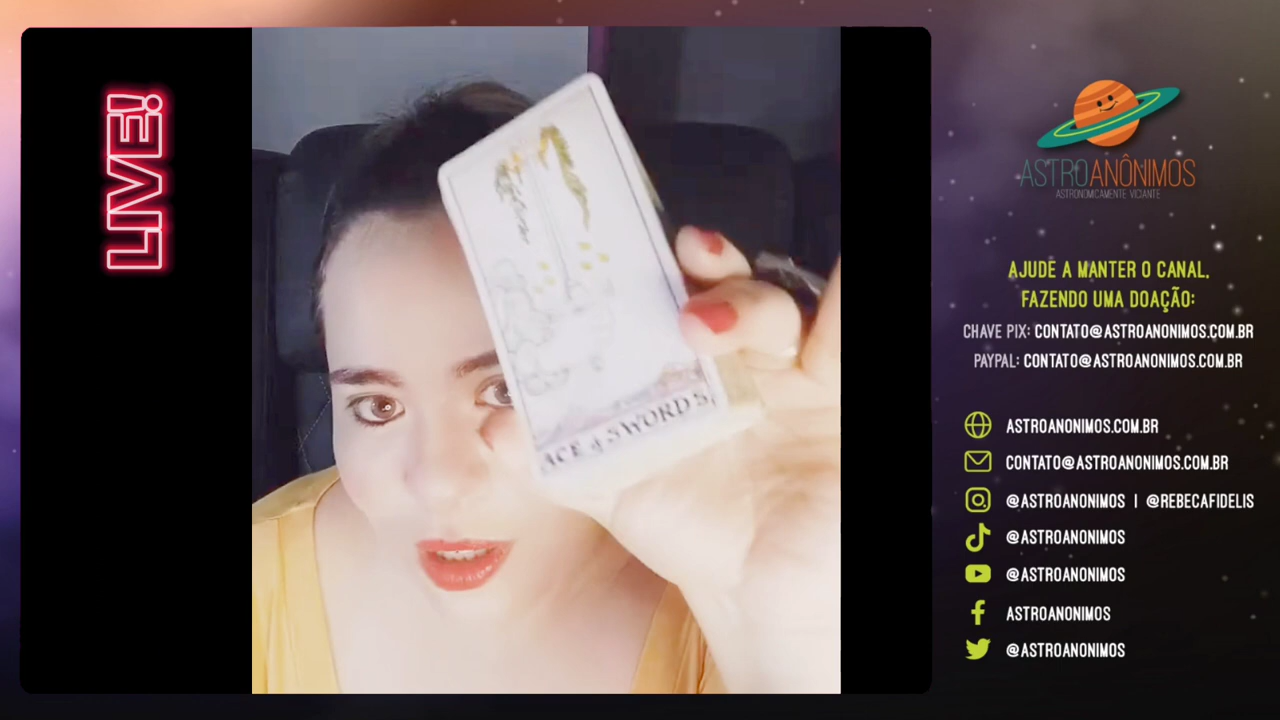 LIVE!
ACE of SWORDS.
ASTROANÔNIMOS
ASTRONOMICAMENTE VICIANTE
AJUDE A MANTER O CANAL,
FAZENDO UMA DOAÇÃO:
CHAVE PIX: CONTATO@ASTROANONIMOS.COM.BR
PAYPAL: CONTATO@ASTROANONIMOS.COM.BR
ASTROANONIMOS.COM.BR
CONTATO@ASTROANONIMOS.COM.BR
@ASTROANONIMOS | @REBECAFIDELIS
@ASTROANONIMOS
@ASTROANONIMOS
ASTROANONIMOS
@ASTROANONIMOS